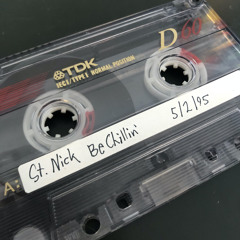 TDK
IECI/TYPE I NORMAL POSITION
D
A: St. Nick Be Chillin' 5/2/95